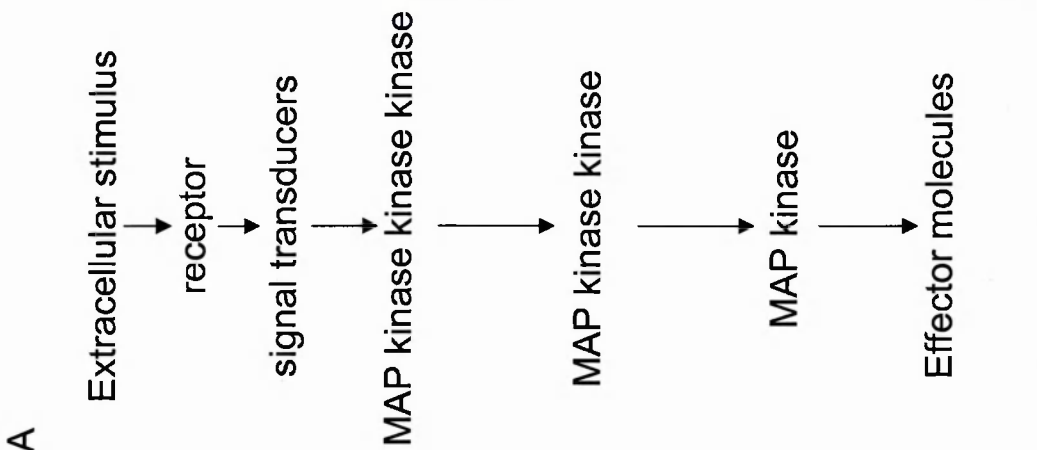 A
Extracellular stimulus
receptor
signal transducers
MAP kinase kinase kinase
MAP kinase kinase
MAP kinase
Effector molecules